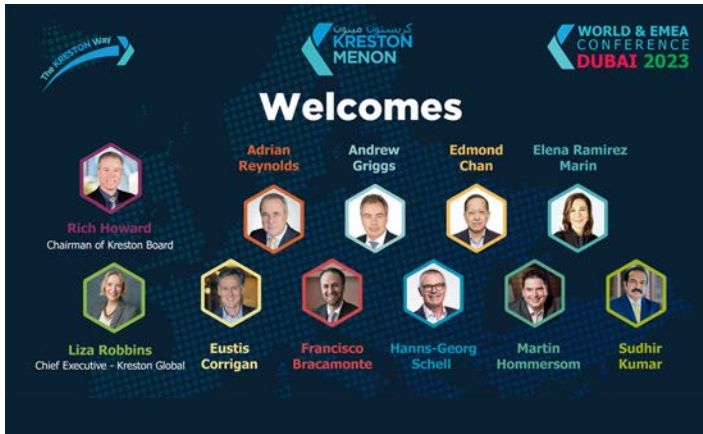 The KRESTON Way
كريستون مينون
KRESTON
MENON
WORLD & EMEA
CONFERENCE
DUBAI 2023
Welcomes
Rich Howard
Chairman of Kreston Board
Adrian
Reynolds
Andrew
Griggs
Edmond
Chan
Elena Ramirez
Marin
Liza Robbins
Chief Executive - Kreston Global
Eustis
Corrigan
Francisco
Bracamonte
Hanns-Georg
Schell
Martin
Hommersom
Sudhir
Kumar